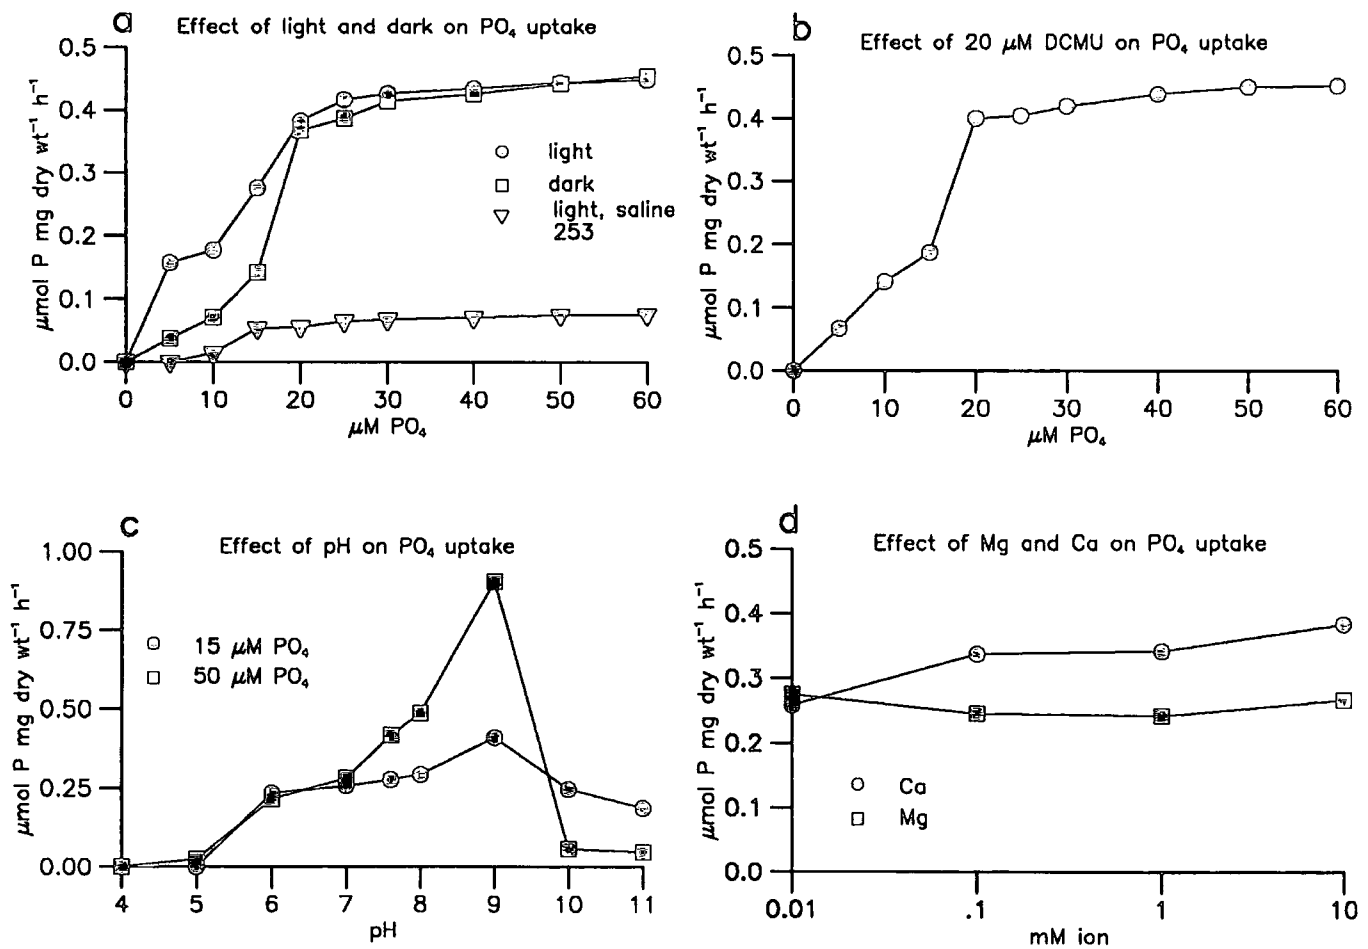 a
Effect of light and dark on PO₄ uptake
0.5
0.4
0.3
0.2
0.1
0.0
μmol P mg dry wt⁻¹ h⁻¹
light
dark
light, saline
253
0
10
20
30
40
50
60
μM PO₄
b
Effect of 20 μM DCMU on PO₄ uptake
0.5
0.4
0.3
0.2
0.1
0.0
μmol P mg dry wt⁻¹ h⁻¹
0
10
20
30
40
50
60
μM PO₄
c
Effect of pH on PO₄ uptake
1.00
0.75
0.50
0.25
0.00
μmol P mg dry wt⁻¹ h⁻¹
15 μM PO₄
50 μM PO₄
4
5
6
7
8
9
10
11
pH
d
Effect of Mg and Ca on PO₄ uptake
0.5
0.4
0.3
0.2
0.1
0.0
μmol P mg dry wt⁻¹ h⁻¹
Ca
Mg
0.01
.1
1
10
mM ion